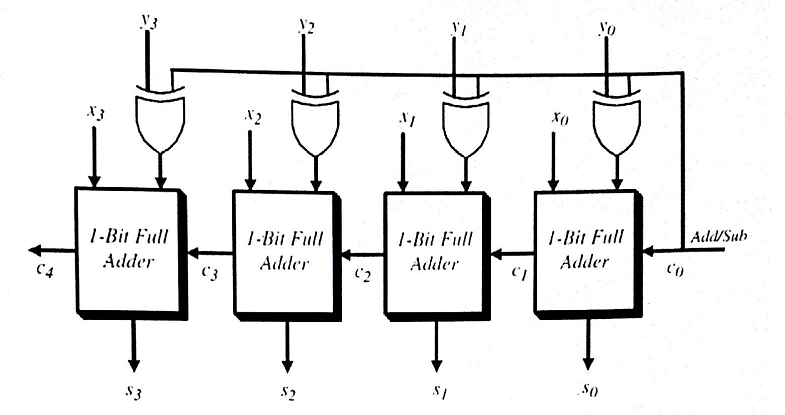 y3 y2 y1 y0
x3 x2 x1 x0
1-Bit Full Adder
1-Bit Full Adder
1-Bit Full Adder
1-Bit Full Adder
Add/Sub
c4 c3 c2 c1 c0
s3 s2 s1 s0